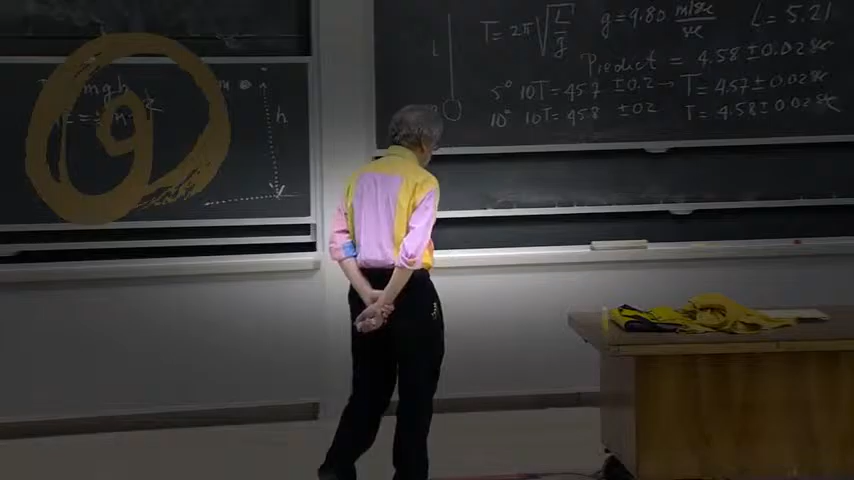 T = 2π √L/g g = 9.80 m/sec² L = 5.21
L
Predict T = 4.58 ± 0.02 sec
5° 10T = 45.7 ± 0.2 → T = 4.57 ± 0.02 sec
10° 10T = 45.8 ± 0.2 T = 4.58 ± 0.02 sec
mgh m
h